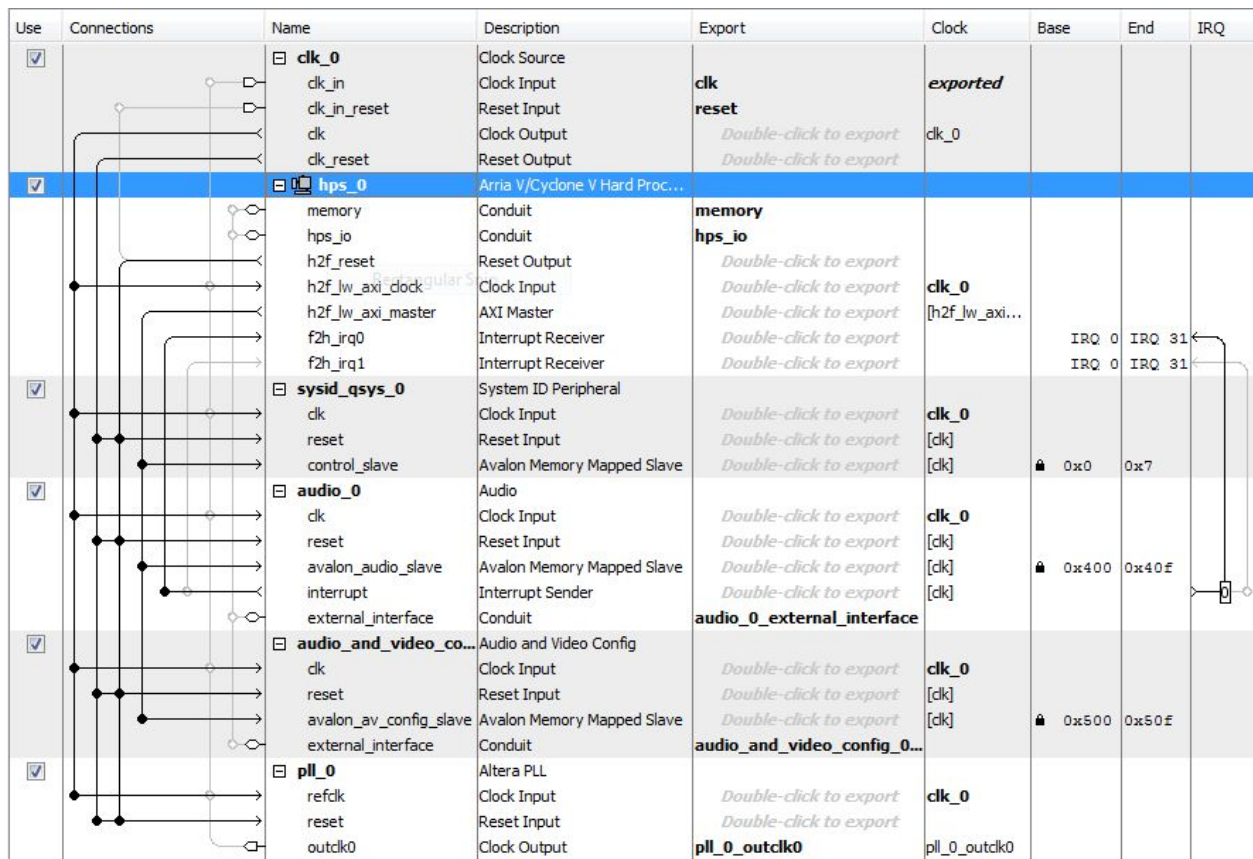 Use Connections Name Description Export Clock Base End IRQ
clk_0 Clock Source
clk_in Clock Input clk exported
clk_in_reset Reset Input reset
clk Clock Output Double-click to export clk_0
clk_reset Reset Output Double-click to export
hps_0 Arria V/Cyclone V Hard Proc...
memory Conduit memory
hps_io Conduit hps_io
h2f_reset Reset Output Double-click to export
h2f_lw_axi_clock Clock Input Double-click to export clk_0
h2f_lw_axi_master AXI Master Double-click to export [h2f_lw_axi...
f2h_irq0 Interrupt Receiver Double-click to export IRQ 0 IRQ 31
f2h_irq1 Interrupt Receiver Double-click to export IRQ 0 IRQ 31
sysid_qsys_0 System ID Peripheral
clk Clock Input Double-click to export clk_0
reset Reset Input Double-click to export [clk]
control_slave Avalon Memory Mapped Slave Double-click to export [clk] 0x0 0x7
audio_0 Audio
clk Clock Input Double-click to export clk_0
reset Reset Input Double-click to export [clk]
avalon_audio_slave Avalon Memory Mapped Slave Double-click to export [clk] 0x400 0x40f
interrupt Interrupt Sender Double-click to export [clk] 0
external_interface Conduit audio_0_external_interface
audio_and_video_co... Audio and Video Config
clk Clock Input Double-click to export clk_0
reset Reset Input Double-click to export [clk]
avalon_av_config_slave Avalon Memory Mapped Slave Double-click to export [clk] 0x500 0x50f
external_interface Conduit audio_and_video_config_0...
pll_0 Altera PLL
refclk Clock Input Double-click to export clk_0
reset Reset Input Double-click to export
outclk0 Clock Output pll_0_outclk0 pll_0_outclk0